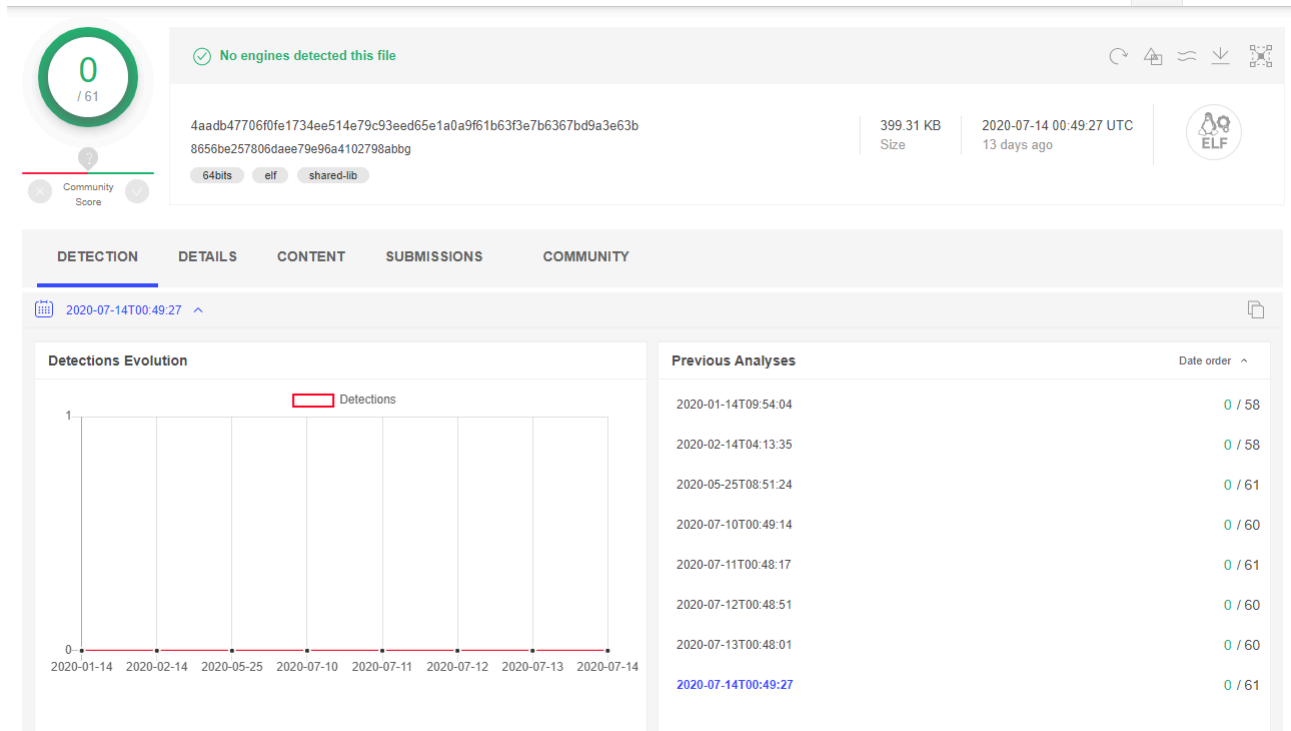 0
/ 61
No engines detected this file
4aadb47706f0fe1734ee514e79c93eed65e1a0a9f61b63f3e7b6367bd9a3e63b
8656be257806daee79e96a4102798abbg
64bits elf shared-lib
399.31 KB
Size
2020-07-14 00:49:27 UTC
13 days ago
ELF
?
Community
Score
DETECTION DETAILS CONTENT SUBMISSIONS COMMUNITY
2020-07-14T00:49:27
Detections Evolution
Detections
1
0
2020-01-14 2020-02-14 2020-05-25 2020-07-10 2020-07-11 2020-07-12 2020-07-13 2020-07-14
Previous Analyses Date order
2020-01-14T09:54:04 0 / 58
2020-02-14T04:13:35 0 / 58
2020-05-25T08:51:24 0 / 61
2020-07-10T00:49:14 0 / 60
2020-07-11T00:48:17 0 / 61
2020-07-12T00:48:51 0 / 60
2020-07-13T00:48:01 0 / 60
2020-07-14T00:49:27 0 / 61